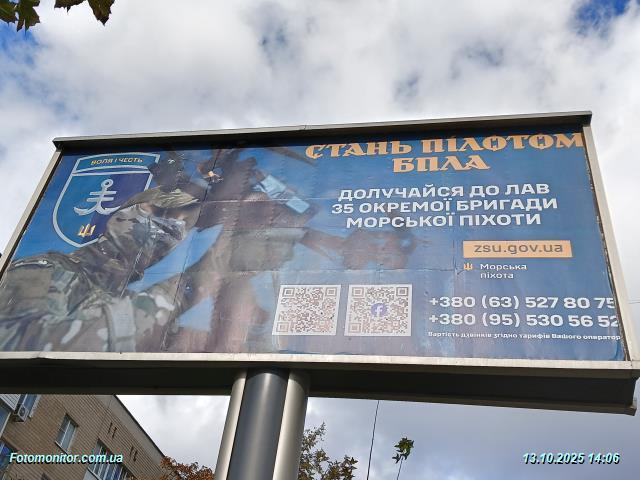 ВОЛЯ І ЧЕСТЬ
СТАНЬ ПІЛОТОМ
БПЛА
ДОЛУЧАЙСЯ ДО ЛАВ
35 ОКРЕМОЇ БРИГАДИ
МОРСЬКОЇ ПІХОТИ
zsu.gov.ua
Морська
піхота
+380 (63) 527 80 75
+380 (95) 530 56 52
Вартість дзвінків згідно тарифів Вашого оператор
Fotomonitor.com.ua
13.10.2025 14:06